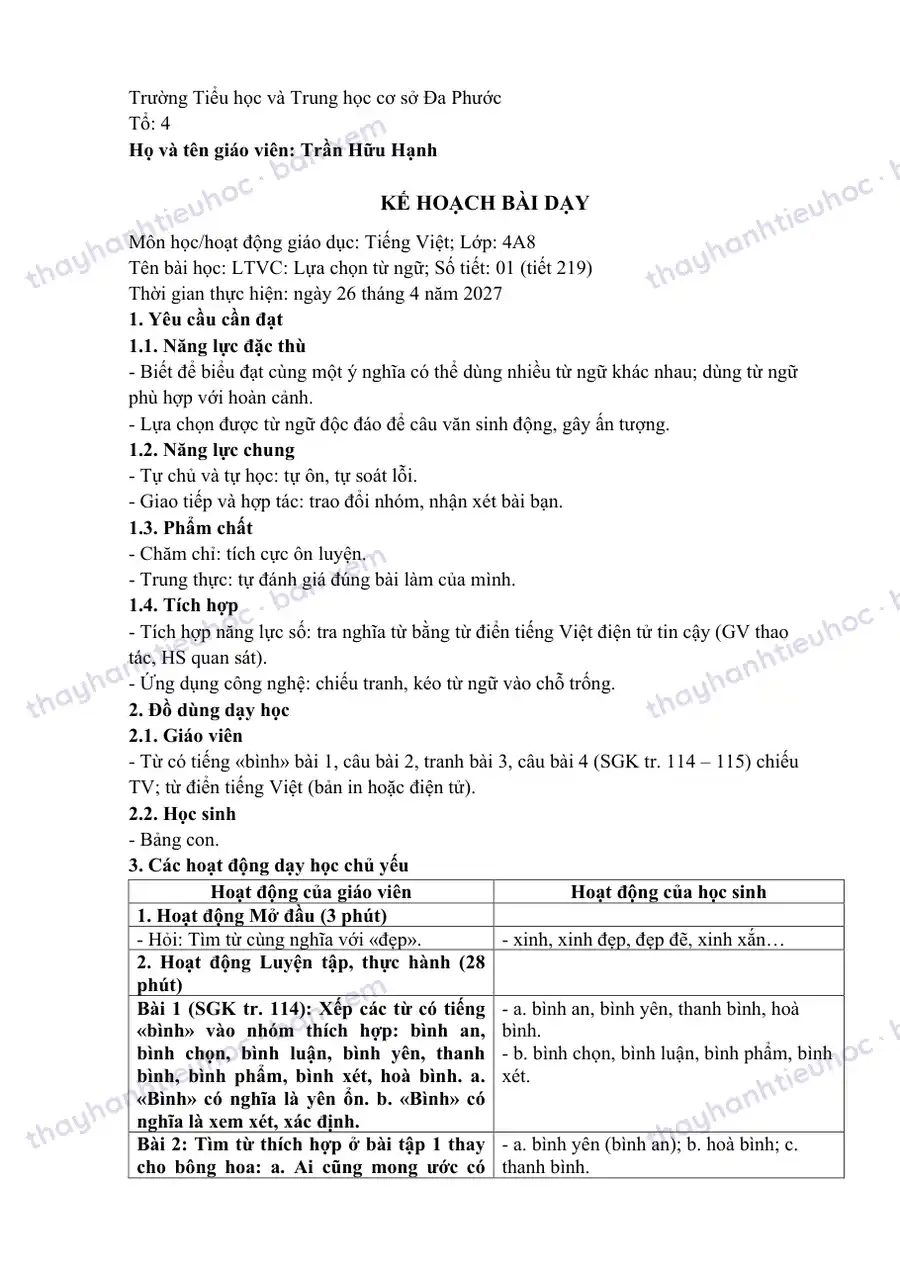 Trường Tiểu học và Trung học cơ sở Đa Phước
Tổ: 4
Họ và tên giáo viên: Trần Hữu Hạnh
KẾ HOẠCH BÀI DẠY
Môn học/hoạt động giáo dục: Tiếng Việt; Lớp: 4A8
Tên bài học: LTVC: Lựa chọn từ ngữ; Số tiết: 01 (tiết 219)
Thời gian thực hiện: ngày 26 tháng 4 năm 2027
1. Yêu cầu cần đạt
1.1. Năng lực đặc thù
- Biết để biểu đạt cùng một ý nghĩa có thể dùng nhiều từ ngữ khác nhau; dùng từ ngữ
phù hợp với hoàn cảnh.
- Lựa chọn được từ ngữ độc đáo để câu văn sinh động, gây ấn tượng.
1.2. Năng lực chung
- Tự chủ và tự học: tự ôn, tự soát lỗi.
- Giao tiếp và hợp tác: trao đổi nhóm, nhận xét bài bạn.
1.3. Phẩm chất
- Chăm chỉ: tích cực ôn luyện.
- Trung thực: tự đánh giá đúng bài làm của mình.
1.4. Tích hợp
- Tích hợp năng lực số: tra nghĩa từ bằng từ điển tiếng Việt điện tử tin cậy (GV thao
tác, HS quan sát).
- Ứng dụng công nghệ: chiếu tranh, kéo từ ngữ vào chỗ trống.
2. Đồ dùng dạy học
2.1. Giáo viên
- Từ có tiếng «bình» bài 1, câu bài 2, tranh bài 3, câu bài 4 (SGK tr. 114 – 115) chiếu
TV; từ điển tiếng Việt (bản in hoặc điện tử).
2.2. Học sinh
- Bảng con.
3. Các hoạt động dạy học chủ yếu
Hoạt động của giáo viên
Hoạt động của học sinh
1. Hoạt động Mở đầu (3 phút)
- Hỏi: Tìm từ cùng nghĩa với «đẹp».
- xinh, xinh đẹp, đẹp đẽ, xinh xắn…
2. Hoạt động Luyện tập, thực hành (28
phút)
Bài 1 (SGK tr. 114): Xếp các từ có tiếng
«bình» vào nhóm thích hợp: bình an,
bình chọn, bình luận, bình yên, thanh
bình, bình phẩm, bình xét, hoà bình. a.
«Bình» có nghĩa là yên ổn. b. «Bình» có
nghĩa là xem xét, xác định.
- a. bình an, bình yên, thanh bình, hoà
bình.
- b. bình chọn, bình luận, bình phẩm, bình
xét.
Bài 2: Tìm từ thích hợp ở bài tập 1 thay
cho bông hoa: a. Ai cũng mong ước có
- a. bình yên (bình an); b. hoà bình; c.
thanh bình.
thayhanhtieuhoc · bản xem
thayhanhtieuhoc · b
thayhanhtieuhoc · bản xem
thayhanhtieuhoc · b
thayhanhtieuhoc · bản xem
thayhanhtieuhoc · b